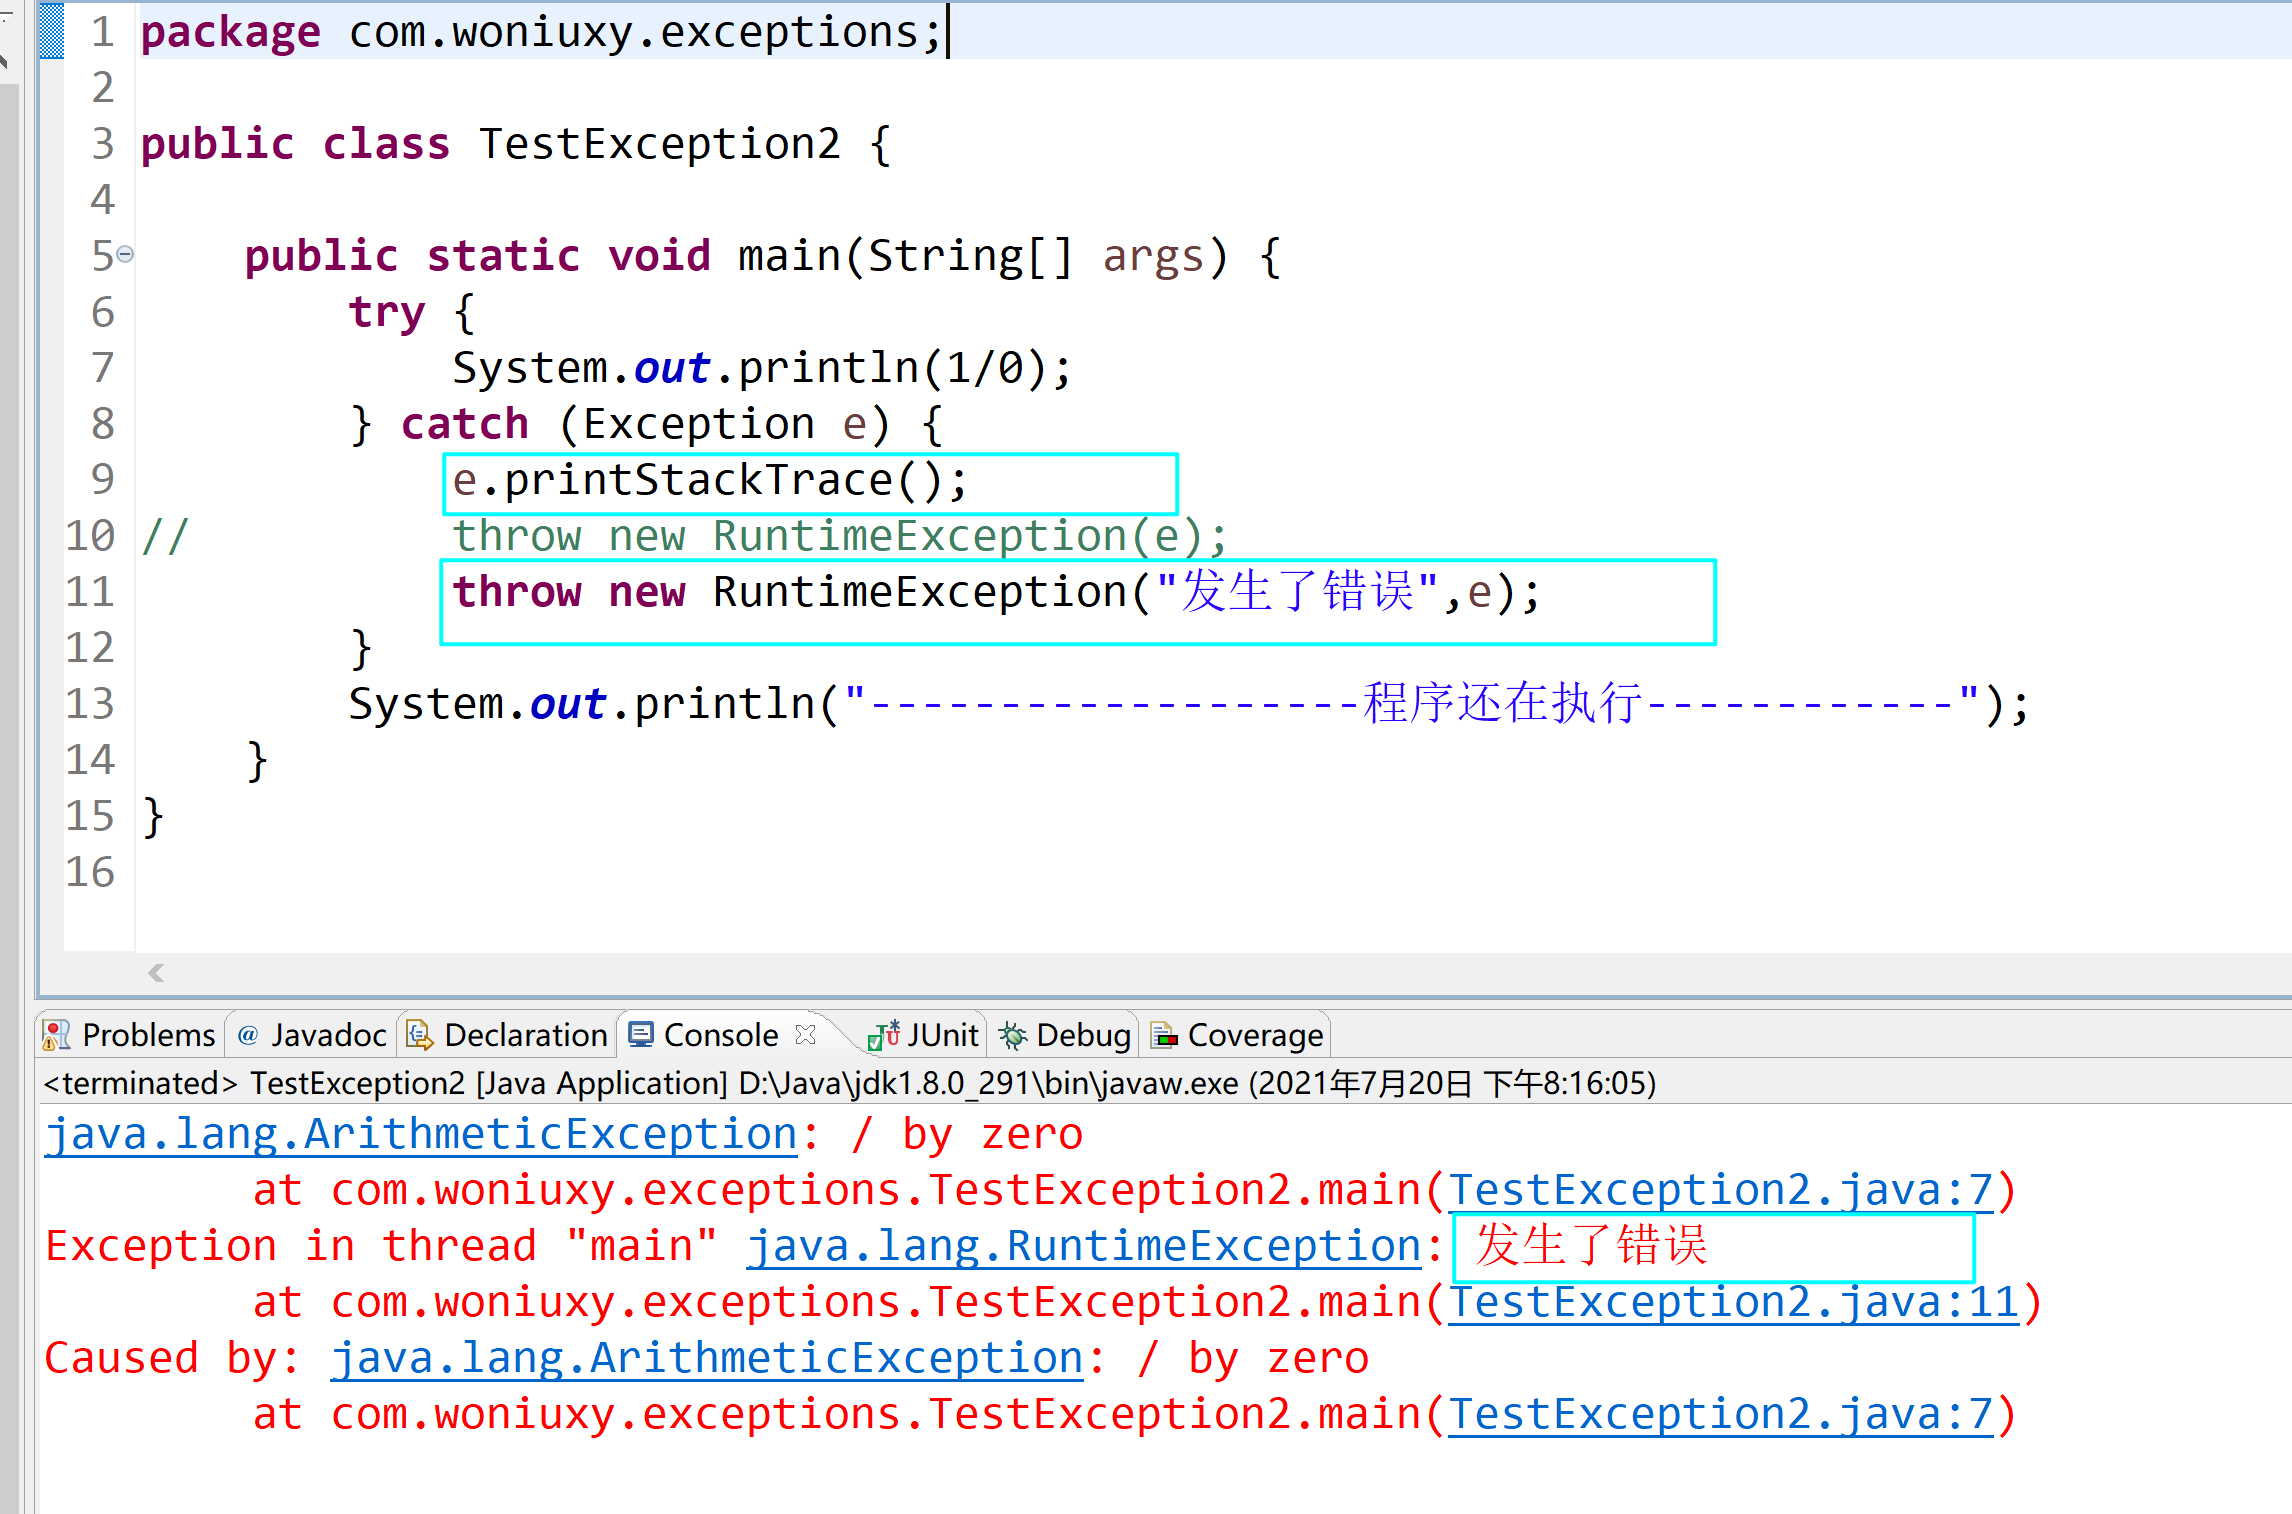 1 package com.woniuxy.exceptions;
2
3 public class TestException2 {
4
5 public static void main(String[] args) {
6 try {
7 System.out.println(1/0);
8 } catch (Exception e) {
9 e.printStackTrace();
10 // throw new RuntimeException(e);
11 throw new RuntimeException("发生了错误",e);
12 }
13 System.out.println("-------------------程序还在执行------------");
14 }
15 }
16
Problems @ Javadoc Declaration Console JUnit Debug Coverage
<terminated> TestException2 [Java Application] D:\Java\jdk1.8.0_291\bin\javaw.exe (2021年7月20日 下午8:16:05)
java.lang.ArithmeticException: / by zero
at com.woniuxy.exceptions.TestException2.main(TestException2.java:7)
Exception in thread "main" java.lang.RuntimeException: 发生了错误
at com.woniuxy.exceptions.TestException2.main(TestException2.java:11)
Caused by: java.lang.ArithmeticException: / by zero
at com.woniuxy.exceptions.TestException2.main(TestException2.java:7)